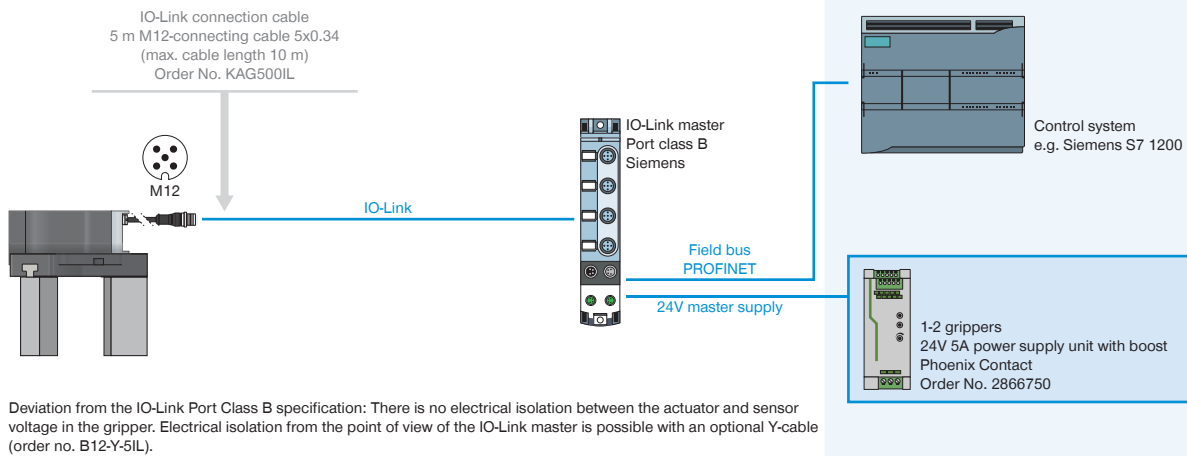 IO-Link connection cable
5 m M12-connecting cable 5x0.34
(max. cable length 10 m)
Order No. KAG500IL
M12
IO-Link
IO-Link master
Port class B
Siemens
Control system
e.g. Siemens S7 1200
Field bus
PROFINET
24V master supply
1-2 grippers
24V 5A power supply unit with boost
Phoenix Contact
Order No. 2866750
Deviation from the IO-Link Port Class B specification: There is no electrical isolation between the actuator and sensor
voltage in the gripper. Electrical isolation from the point of view of the IO-Link master is possible with an optional Y-cable
(order no. B12-Y-5IL).